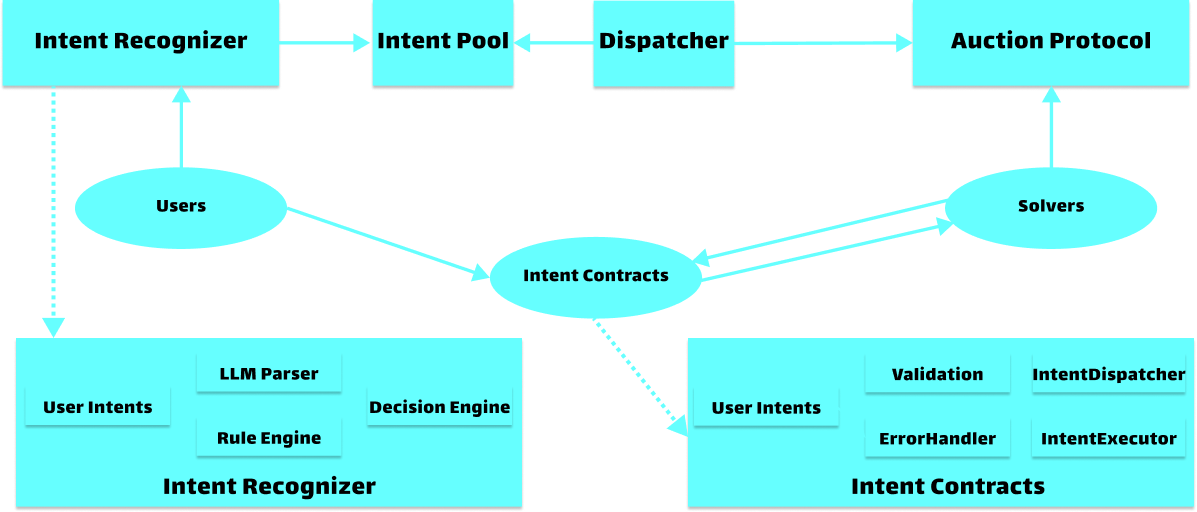 Intent Recognizer
Intent Pool
Dispatcher
Auction Protocol
Users
Solvers
Intent Contracts
LLM Parser
User Intents
Decision Engine
Rule Engine
Intent Recognizer
Validation
IntentDispatcher
User Intents
ErrorHandler
IntentExecutor
Intent Contracts